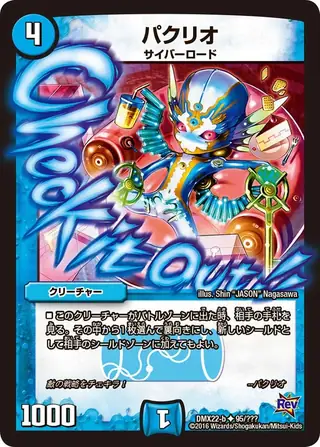 4
パクリオ
サイバーロード
Check it Out!!
illus. Shin "JASON" Nagasawa
クリーチャー
■このクリーチャーがバトルゾーンに出た時、相手の手札を
見る。その中から1枚選んで裏向きにし、新しいシールドと
して相手のシールドゾーンに加えてもよい。
敵の戦略をチェキラ! --パクリオ
1000
1
Rev
DMX22-b 95/???
©2016 Wizards/Shogakukan/Mitsui-Kids